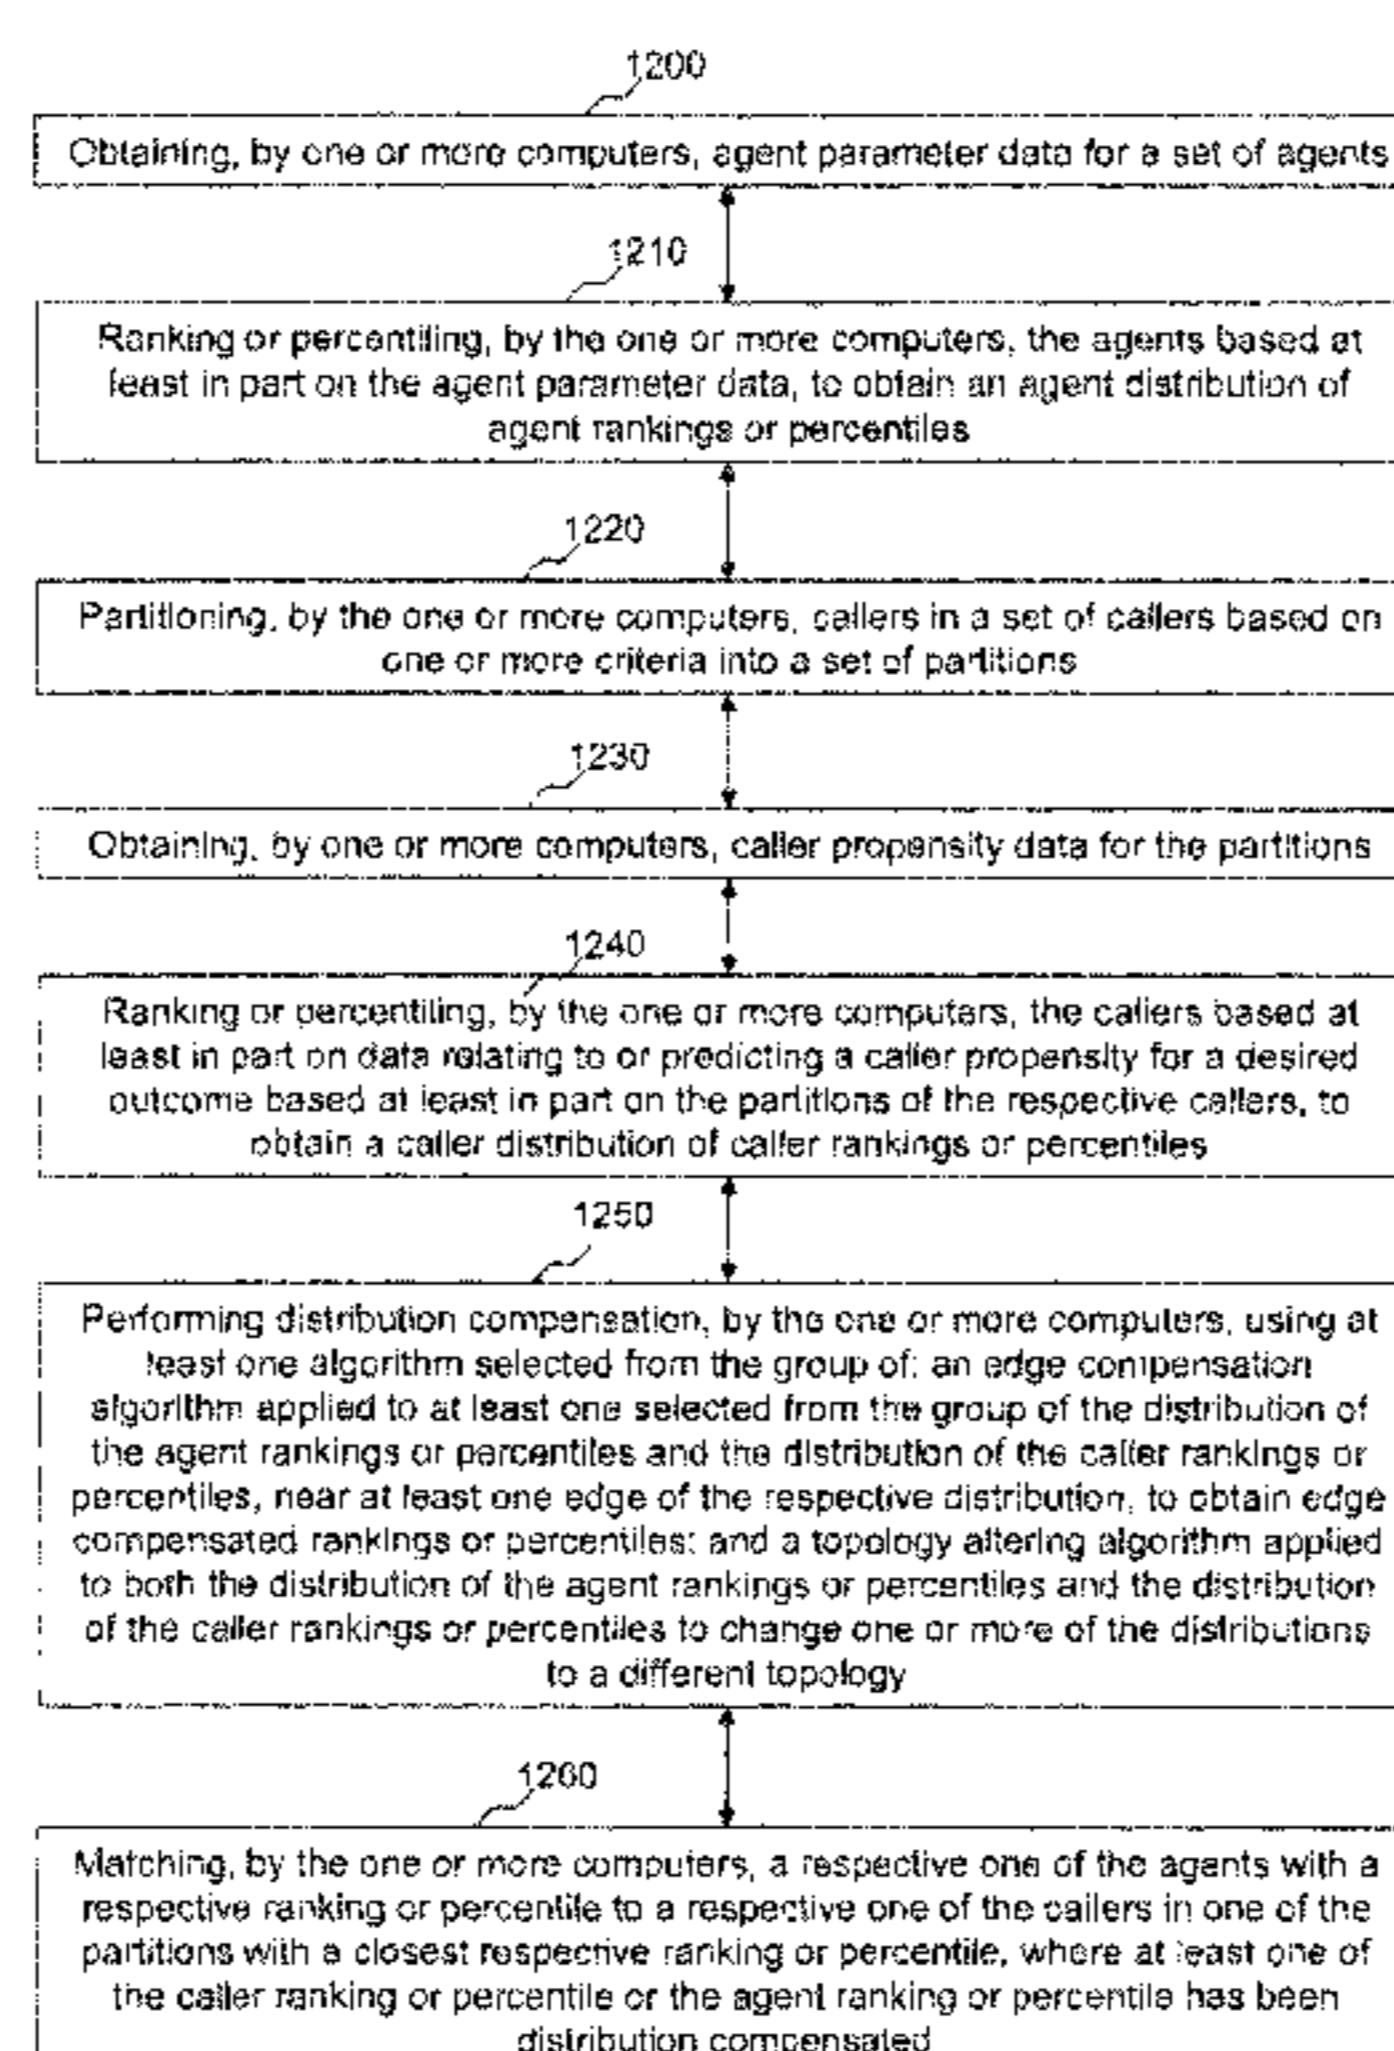 1200
Obtaining, by one or more computers, agent parameter data for a set of agents
1210
Ranking or percentiling, by the one or more computers, the agents based at
least in part on the agent parameter data, to obtain an agent distribution of
agent rankings or percentiles
1220
Partitioning, by the one or more computers, callers in a set of callers based on
one or more criteria into a set of partitions
1230
Obtaining, by one or more computers, caller propensity data for the partitions
1240
Ranking or percentiling, by the one or more computers, the callers based at
least in part on data relating to or predicting a caller propensity for a desired
outcome based at least in part on the partitions of the respective callers, to
obtain a caller distribution of caller rankings or percentiles
1250
Performing distribution compensation, by the one or more computers, using at
least one algorithm selected from the group of: an edge compensation
algorithm applied to at least one selected from the group of the distribution of
the agent rankings or percentiles and the distribution of the caller rankings or
percentiles, near at least one edge of the respective distribution, to obtain edge
compensated rankings or percentiles; and a topology altering algorithm applied
to both the distribution of the agent rankings or percentiles and the distribution
of the caller rankings or percentiles to change one or more of the distributions
to a different topology
1260
Matching, by the one or more computers, a respective one of the agents with a
respective ranking or percentile to a respective one of the callers in one of the
partitions with a closest respective ranking or percentile, where at least one of
the caller ranking or percentile or the agent ranking or percentile has been
distribution compensated